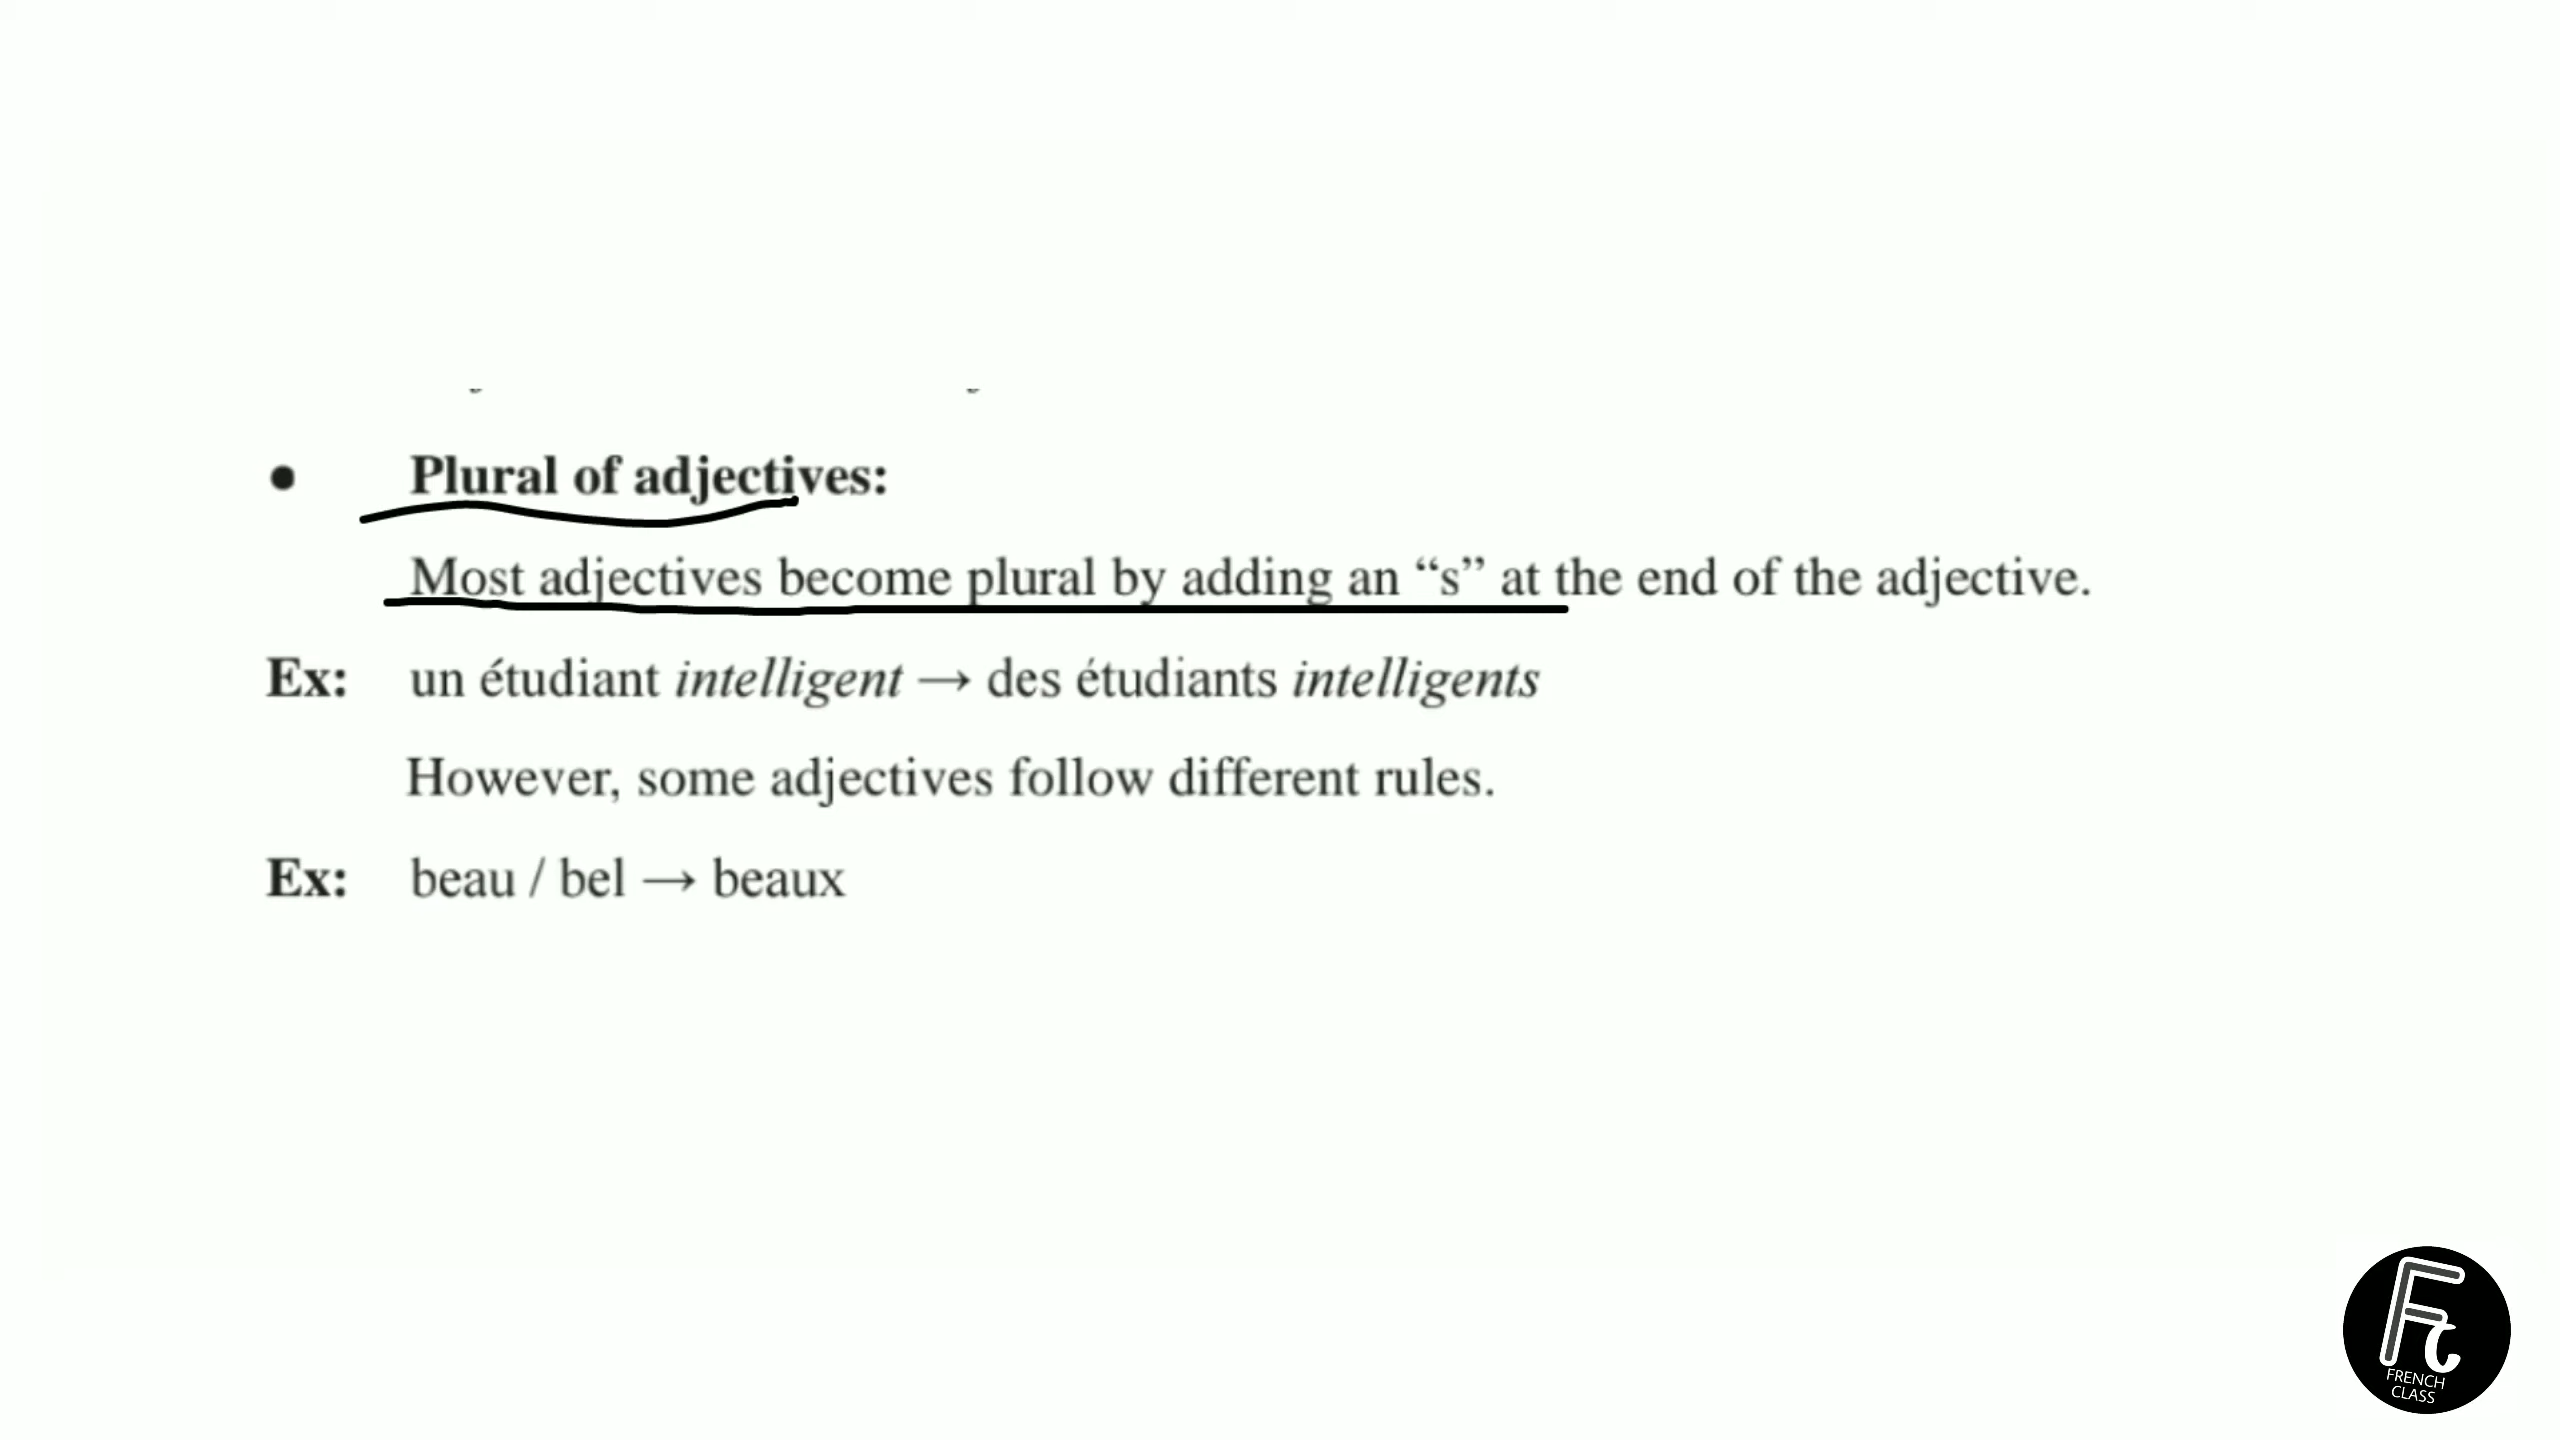 • Plural of adjectives:
Most adjectives become plural by adding an “s” at the end of the adjective.
Ex: un étudiant intelligent → des étudiants intelligents
However, some adjectives follow different rules.
Ex: beau / bel → beaux
Fc
FRENCH
CLASS